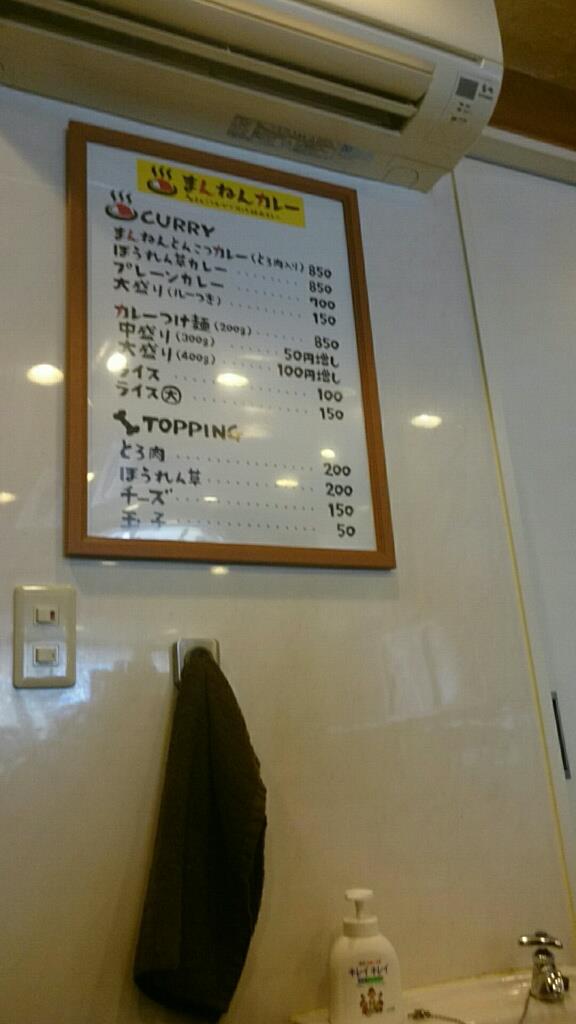 まんねんカレー
CURRY
まんねんとんこつカレー(とろ肉入り) 850
ほうれん草カレー 850
プレーンカレー 700
大盛り(ルーつき) 150
カレーつけ麺(200g) 850
中盛り(300g) 50円増し
大盛り(400g) 100円増し
ライス 100
ライス大 150
TOPPING
とろ肉 200
ほうれん草 200
チーズ 150
玉子 50
キレイキレイ